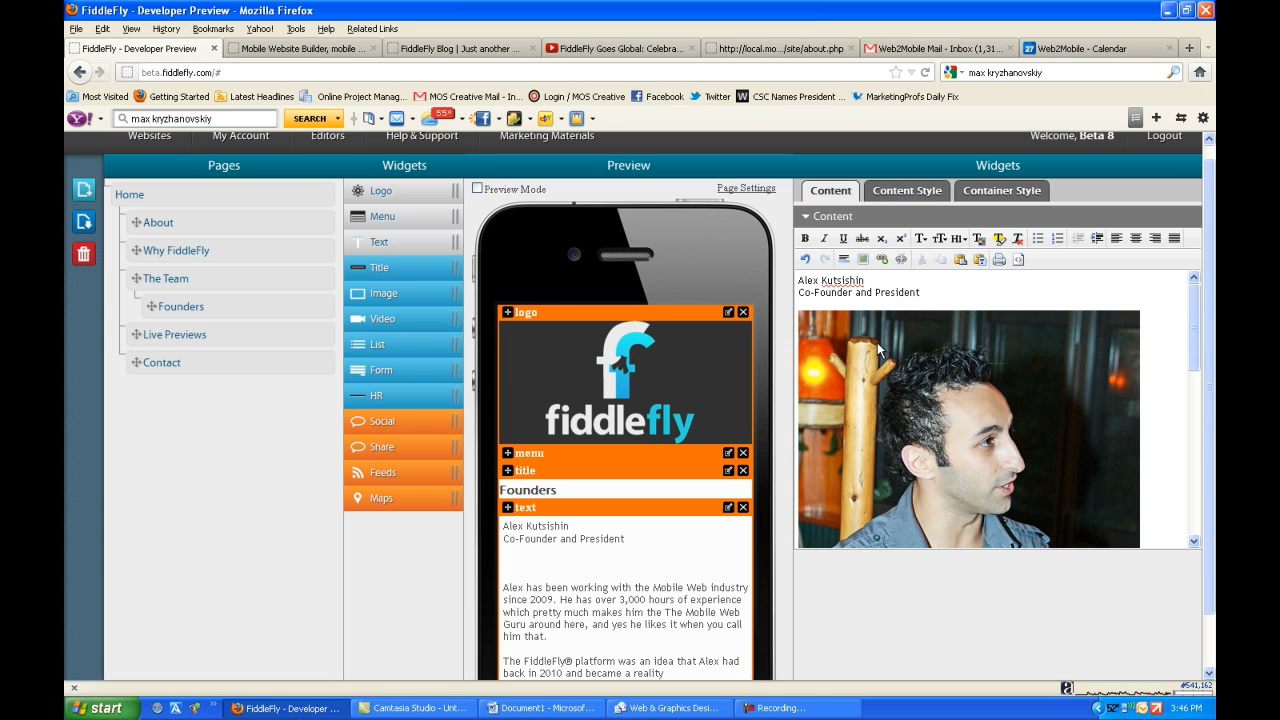 FiddleFly - Developer Preview - Mozilla Firefox
File Edit View History Bookmarks Yahoo! Tools Help Related Links
FiddleFly - Developer Preview
Mobile Website Builder, mobile ...
FiddleFly Blog | Just another ...
FiddleFly Goes Global: Celebra...
http://local.mu.../site/about.php
Web2Mobile Mail - Inbox (1,31...
27 Web2Mobile - Calendar
beta.fiddlefly.com/#
max kryzhanovskiy
Most Visited Getting Started Latest Headlines Online Project Manag... MOS Creative Mail - In... Login / MOS Creative Facebook Twitter CSC Names President ... MarketingProfs Daily Fix
Y! max kryzhanovskiy SEARCH 55°
Websites My Account Editors Help & Support Marketing Materials Welcome, Beta 8 Logout
Pages Widgets Preview Widgets
Home
About
Why FiddleFly
The Team
Founders
Live Previews
Contact
Logo
Menu
Text
Title
Image
Video
List
Form
HR
Social
Share
Feeds
Maps
Preview Mode Page Settings
logo
fiddlefly
menu
title
Founders
text
Alex Kutsishin
Co-Founder and President
Alex has been working with the Mobile Web industry
since 2009. He has over 3,000 hours of experience
which pretty much makes him the The Mobile Web
Guru around here, and yes he likes it when you call
him that.
The FiddleFly® platform was an idea that Alex had
back in 2010 and became a reality
Content Content Style Container Style
Content
Alex Kutsishin
Co-Founder and President
#541,162
start FiddleFly - Developer ... Camtasia Studio - Unt... Document1 - Microsof... Web & Graphics Desi... Recording... 52° 3:46 PM